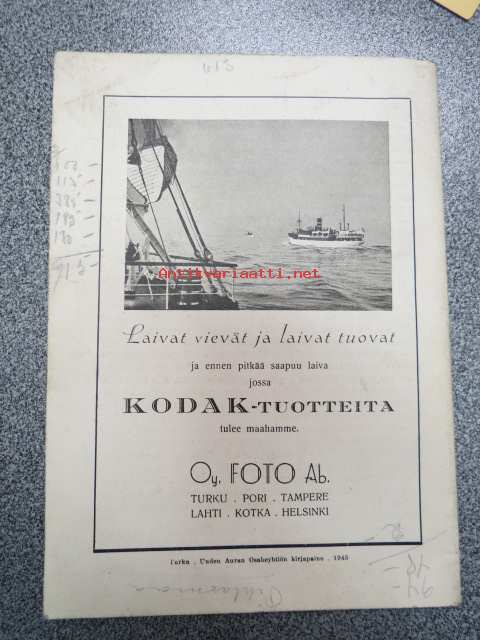 613
Antikvariaatti.net
Laivat vievät ja laivat tuovat
ja ennen pitkää saapuu laiva
jossa
KODAK-TUOTTEITA
tulee maahamme.
Oy. FOTO Ab.
TURKU . PORI . TAMPERE
LAHTI . KOTKA . HELSINKI
Turku . Uuden Auran Osakeyhtiön kirjapaino . 1945